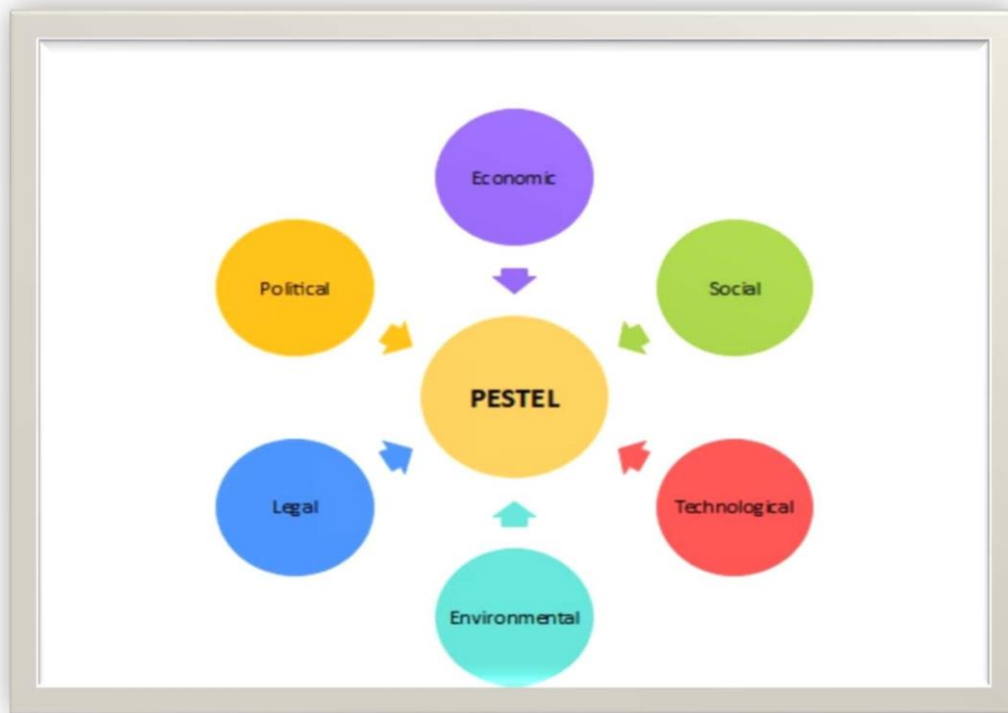 Economic
Political
Social
PESTEL
Legal
Technological
Environmental